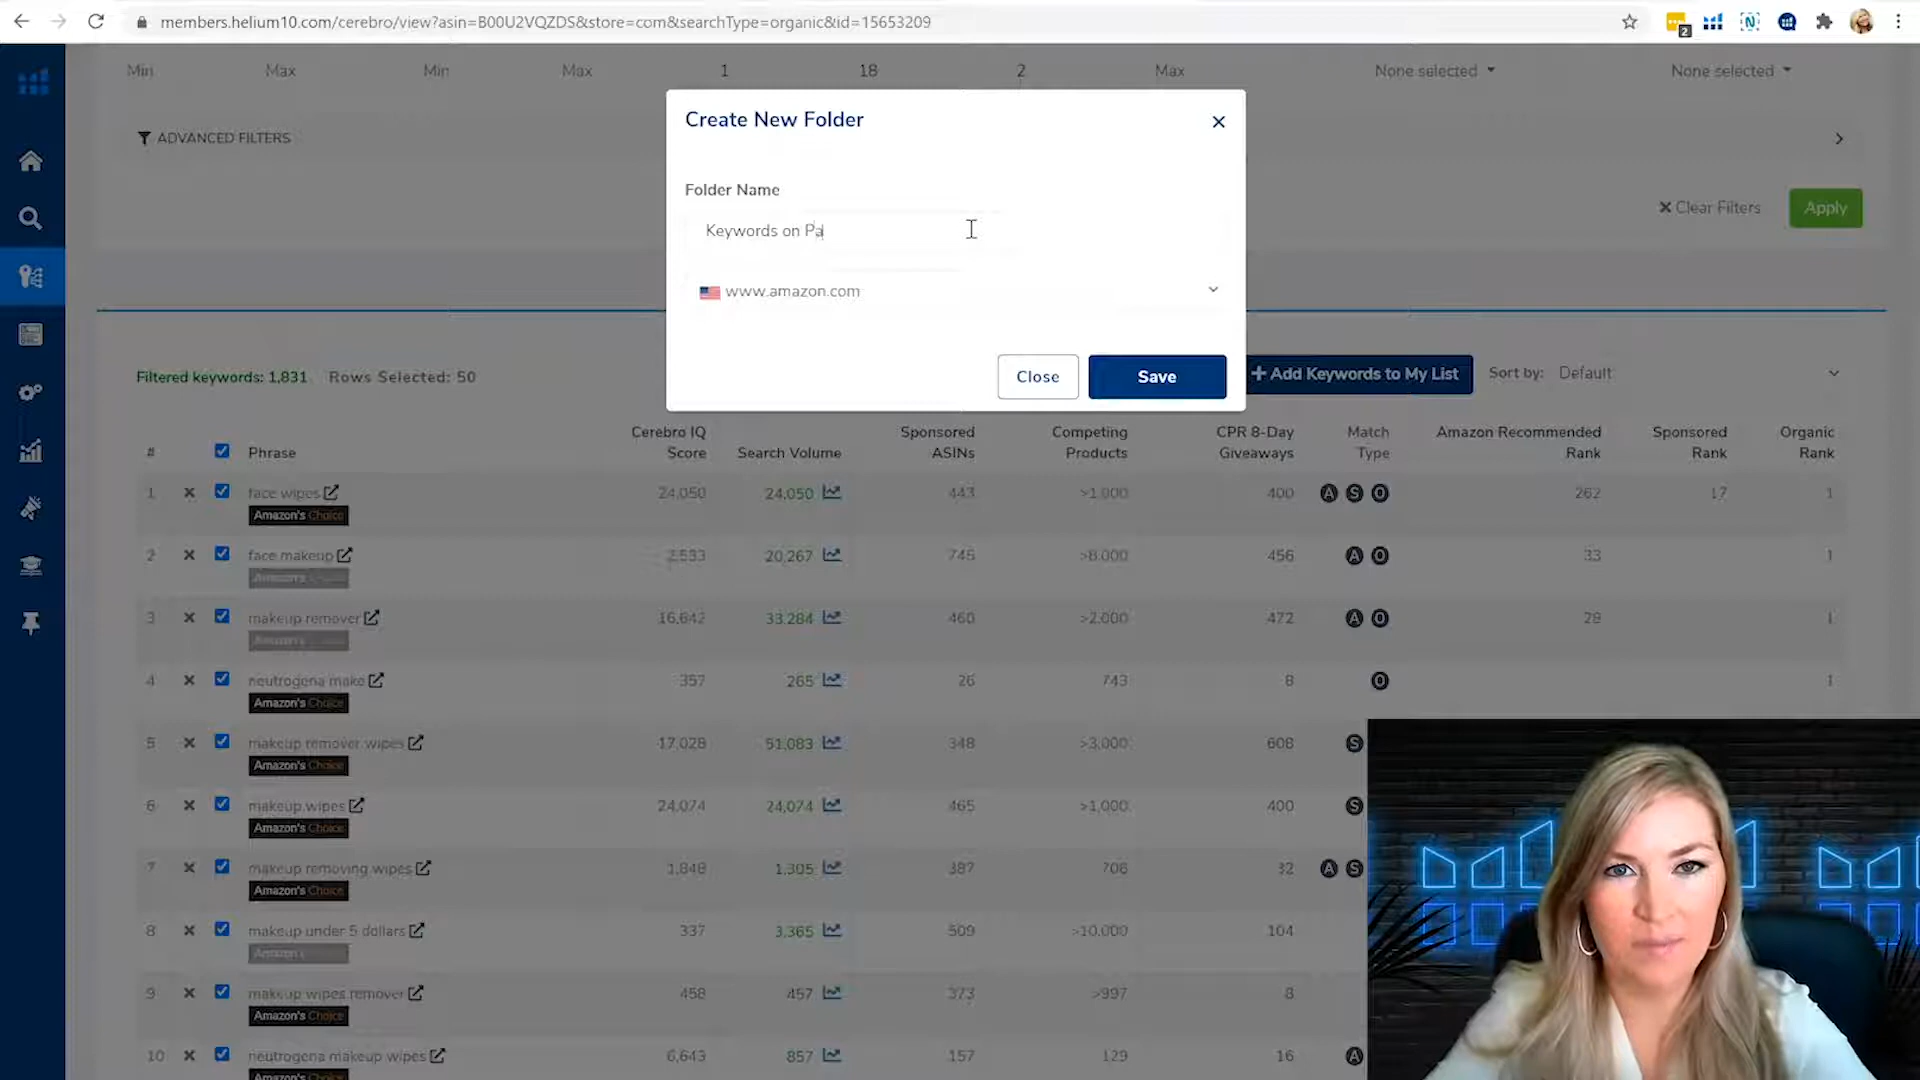 members.helium10.com/cerebro/view?asin=B00U2VQZDS&store=com&searchType=organic&id=15653209
2
Min Max Min Max 1 18 2 Max None selected None selected
Create New Folder
ADVANCED FILTERS
Folder Name
Clear Filters Apply
Keywords on Pa
www.amazon.com
Filtered keywords: 1,831 Rows Selected: 50
Close Save
+ Add Keywords to My List Sort by: Default
# Phrase Cerebro IQ Score Search Volume Sponsored ASINs Competing Products CPR 8-Day Giveaways Match Type Amazon Recommended Rank Sponsored Rank Organic Rank
1 face wipes 24,050 24,050 443 >1,000 400 A S O 262 17 1
Amazon's Choice
2 face makeup 2,533 20,267 745 >8,000 456 A O 33 1
Amazon's
3 makeup remover 16,642 33,284 460 >2,000 472 A O 28 1
Amazon's
4 neutrogena make 357 265 26 743 8 O 1
Amazon's Choice
5 makeup remover wipes 17,028 51,083 348 >3,000 608 S
Amazon's Choice
6 makeup wipes 24,074 24,074 465 >1,000 400 S
Amazon's Choice
7 makeup removing wipes 1,848 1,305 387 706 32 A S
Amazon's Choice
8 makeup under 5 dollars 337 3,365 509 >10,000 104
Amazon's
9 makeup wipes remover 458 457 373 >997 8
Amazon's Choice
10 neutrogena makeup wipes 6,643 857 157 129 16 A
Amazon's Choice